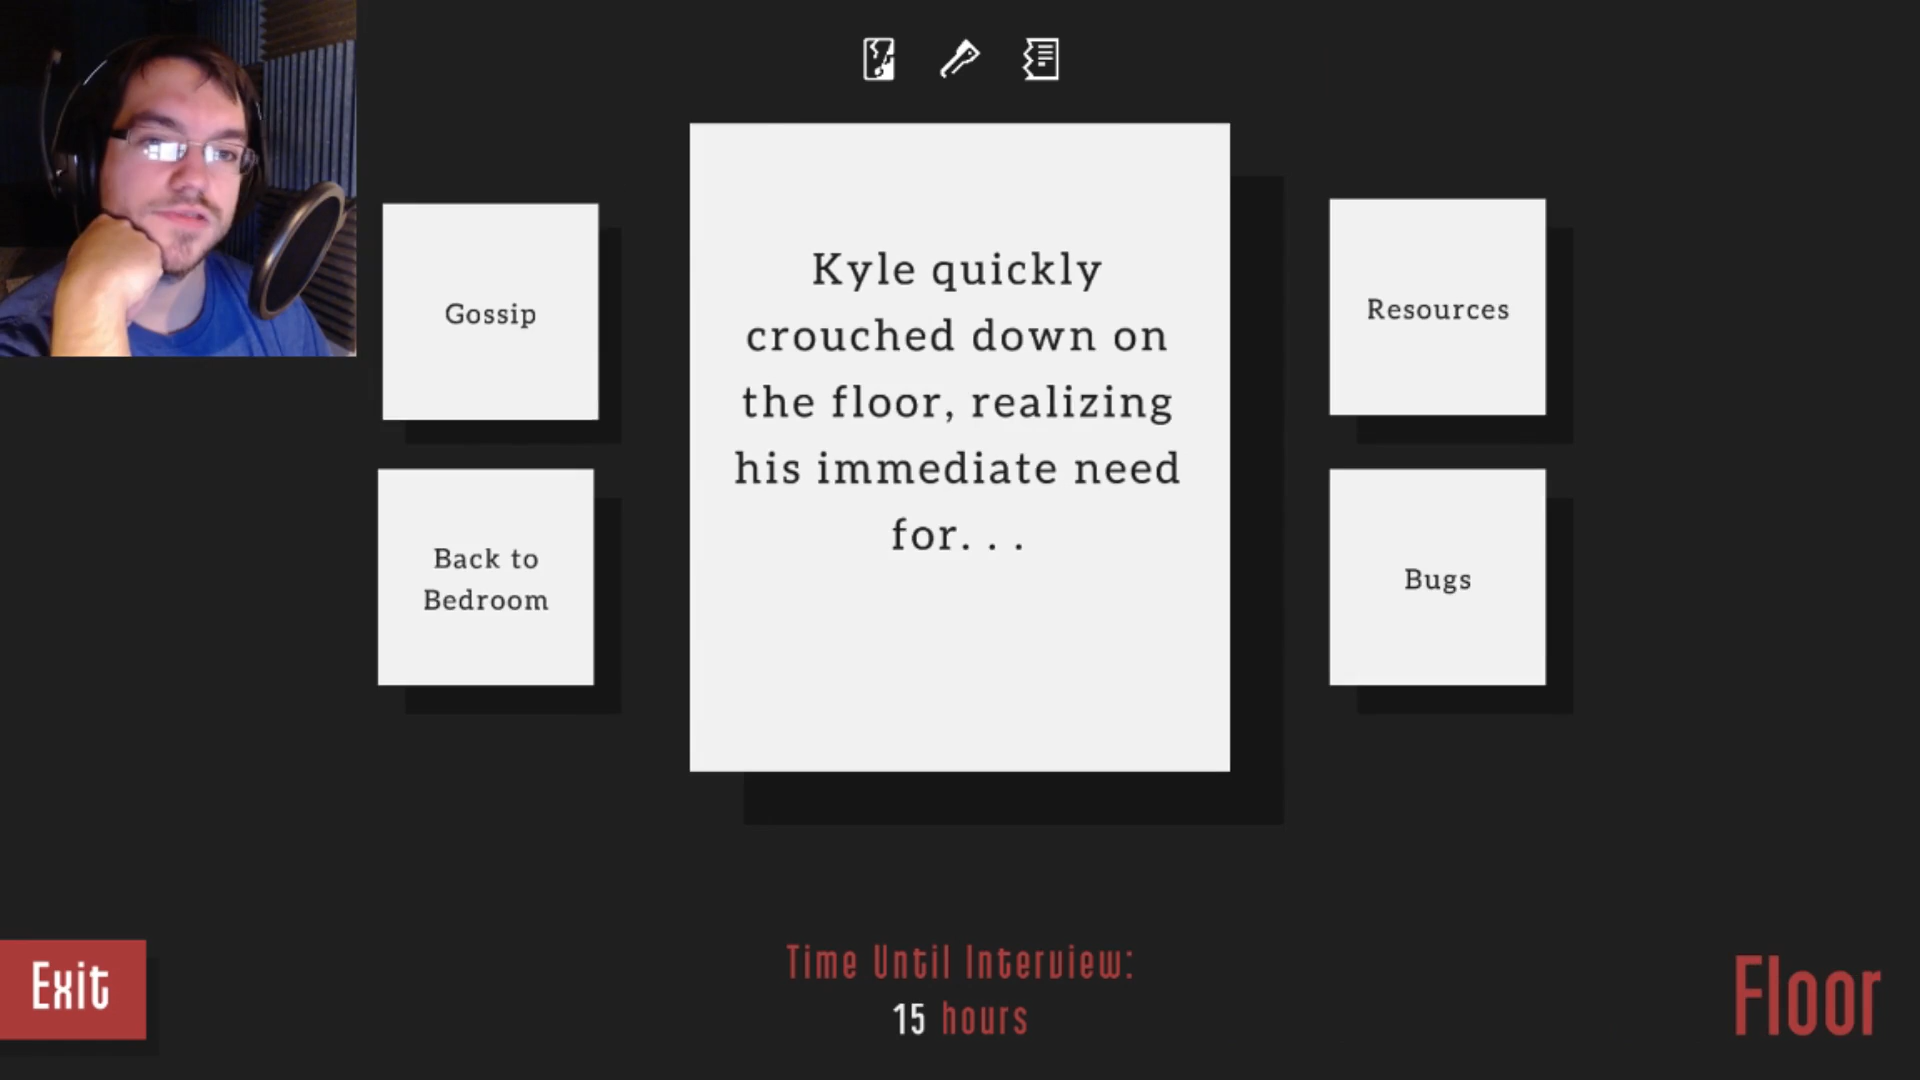 Kyle quickly
crouched down on
the floor, realizing
his immediate need
for. . .
Gossip
Back to
Bedroom
Resources
Bugs
Exit
Time Until Interview:
15 hours
Floor